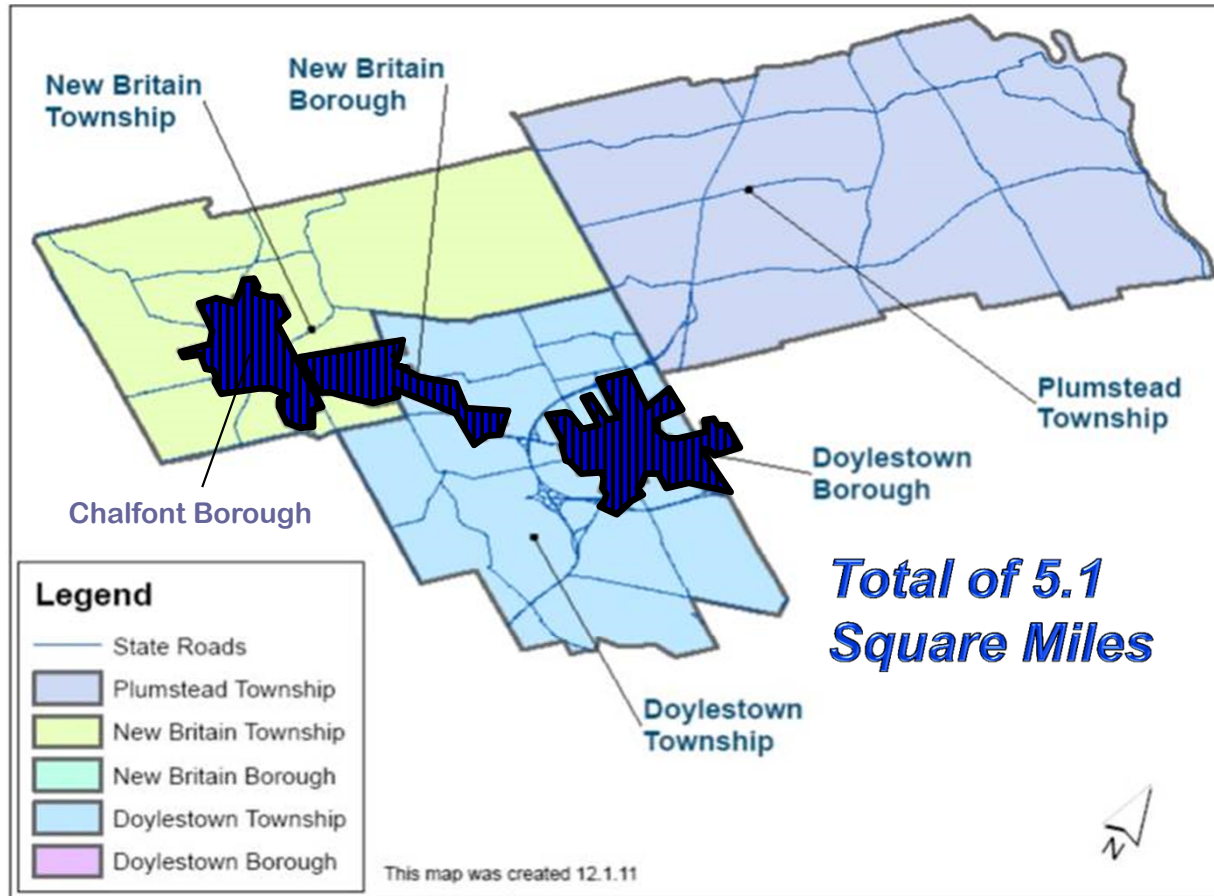 New Britain
Township
New Britain
Borough
Plumstead
Township
Doylestown
Borough
Chalfont Borough
Total of 5.1
Square Miles
Doylestown
Township
Legend
State Roads
Plumstead Township
New Britain Township
New Britain Borough
Doylestown Township
Doylestown Borough
This map was created 12.1.11
N